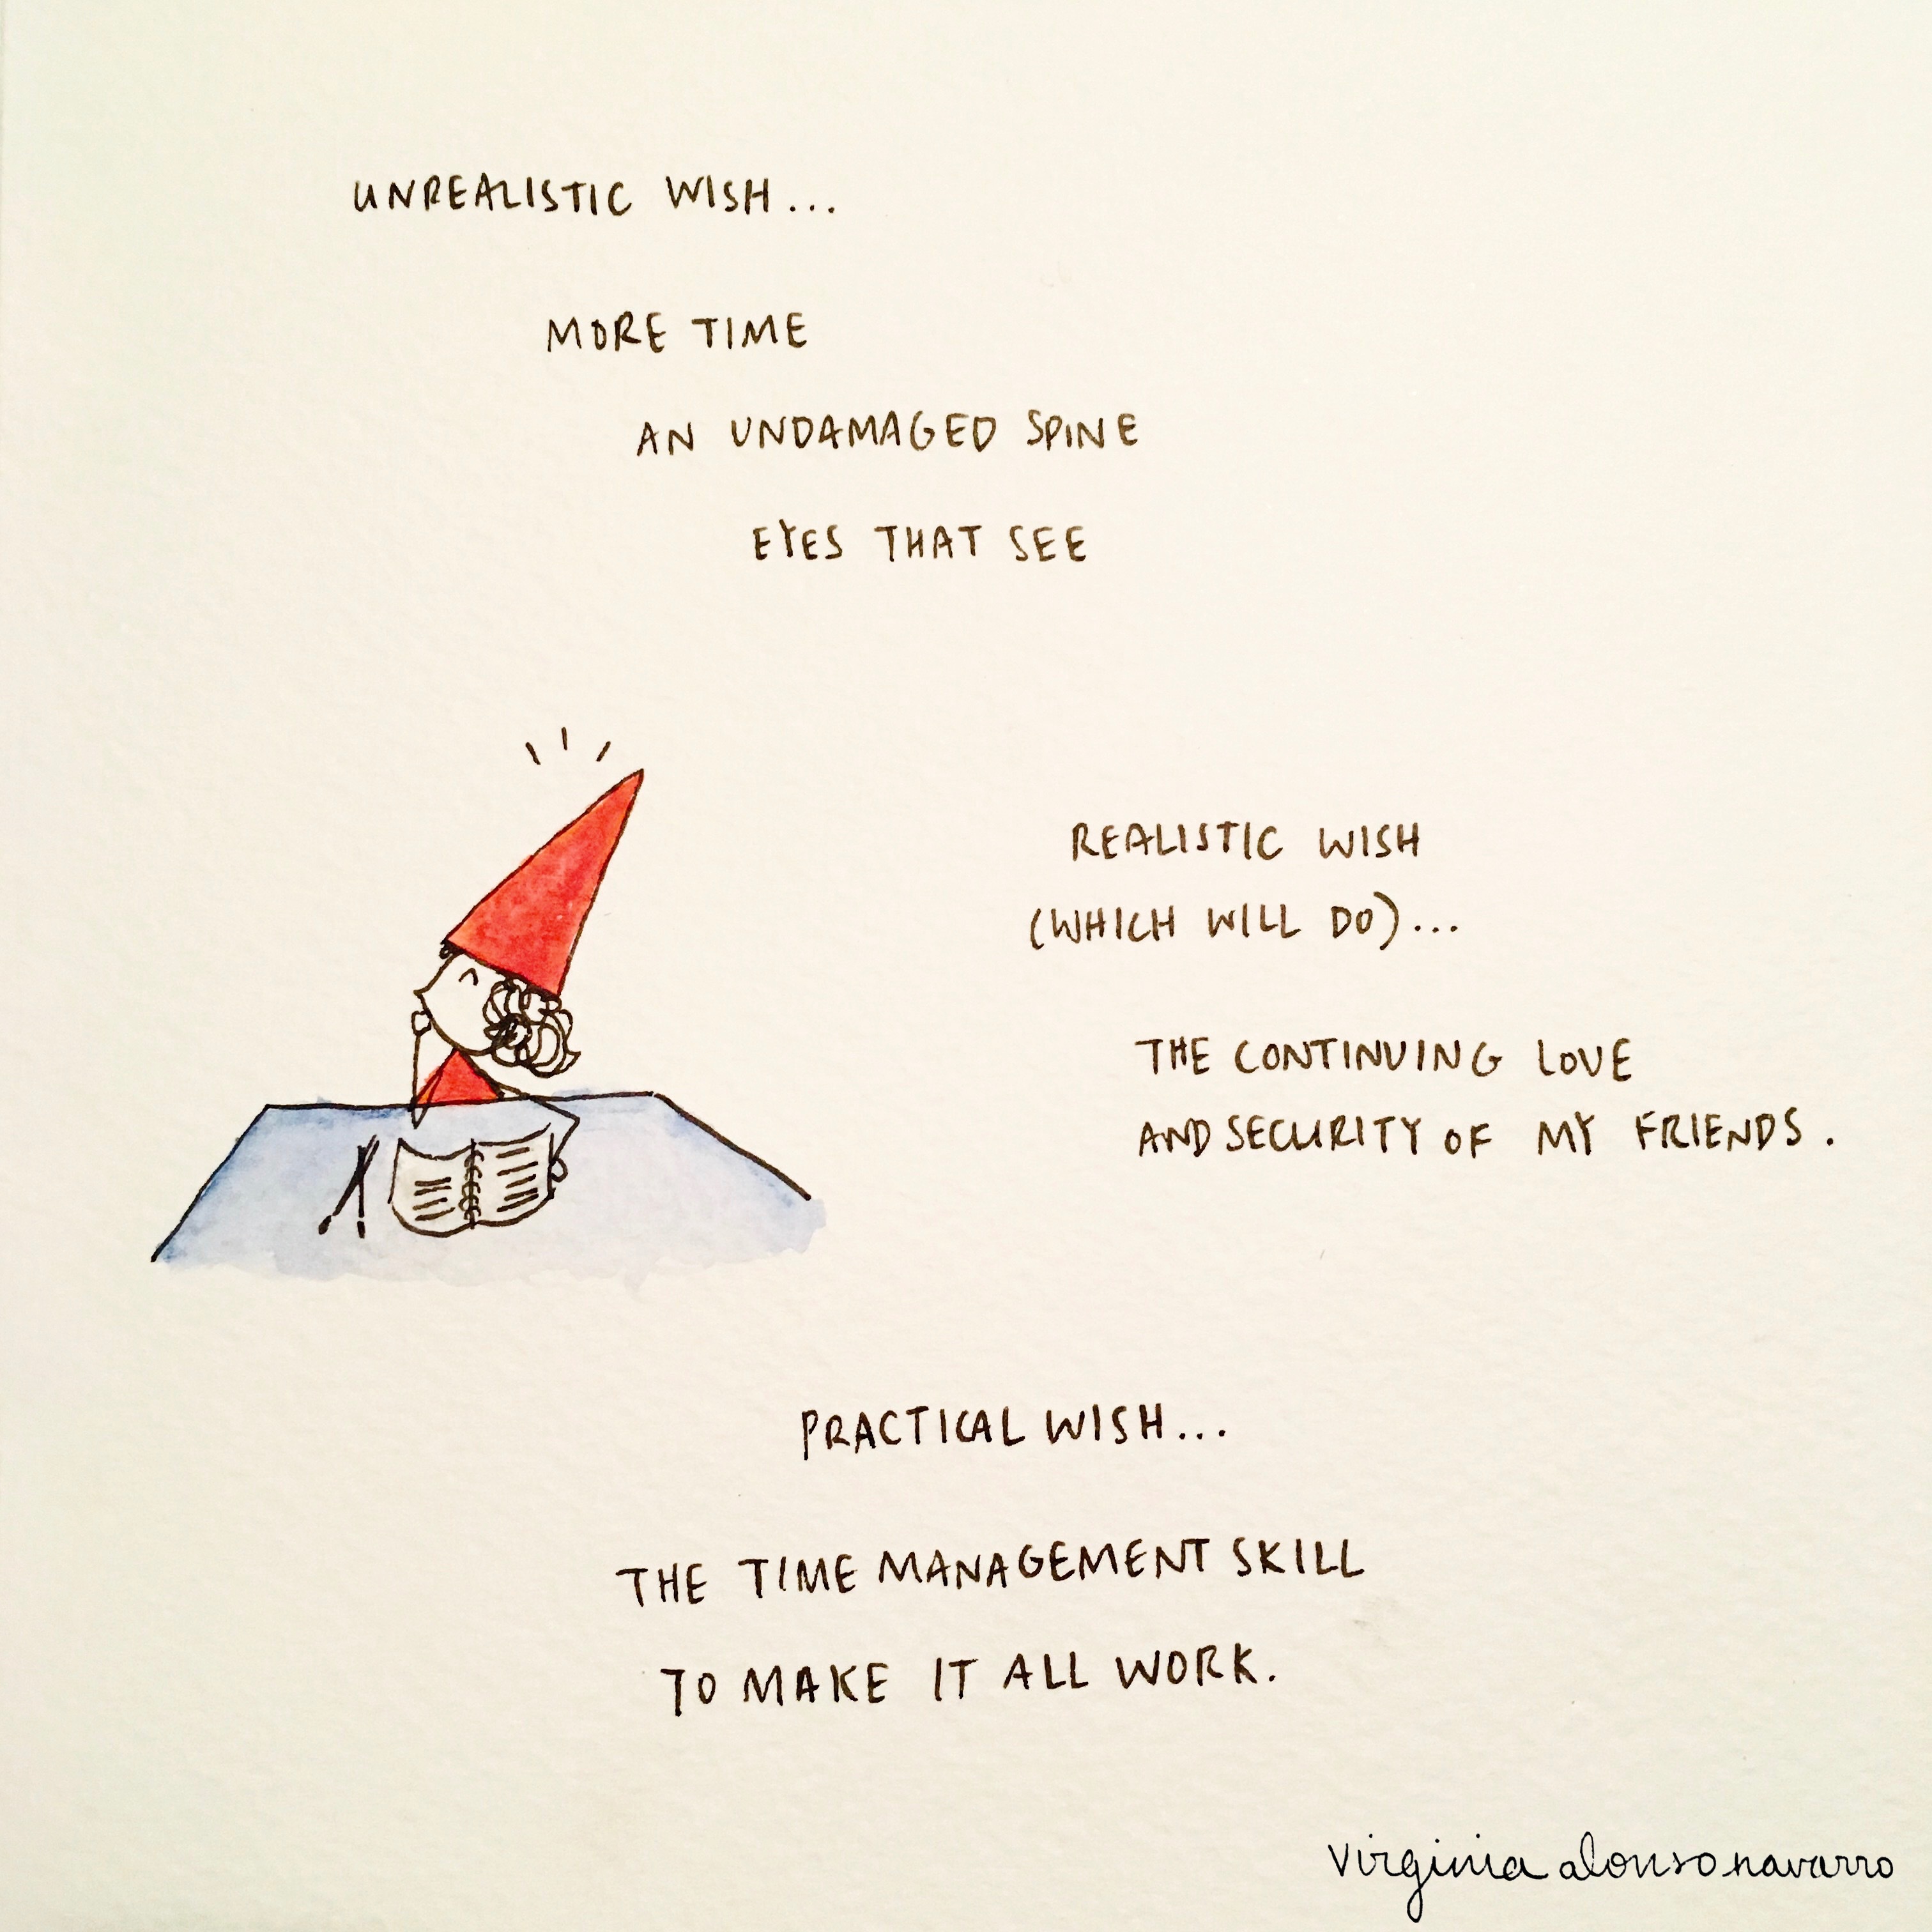 UNREALISTIC WISH...
MORE TIME
AN UNDAMAGED SPINE
EYES THAT SEE
REALISTIC WISH
(WHICH WILL DO)...
THE CONTINUING LOVE
AND SECURITY OF MY FRIENDS.
PRACTICAL WISH...
THE TIME MANAGEMENT SKILL
TO MAKE IT ALL WORK.
virginia alonso navarro